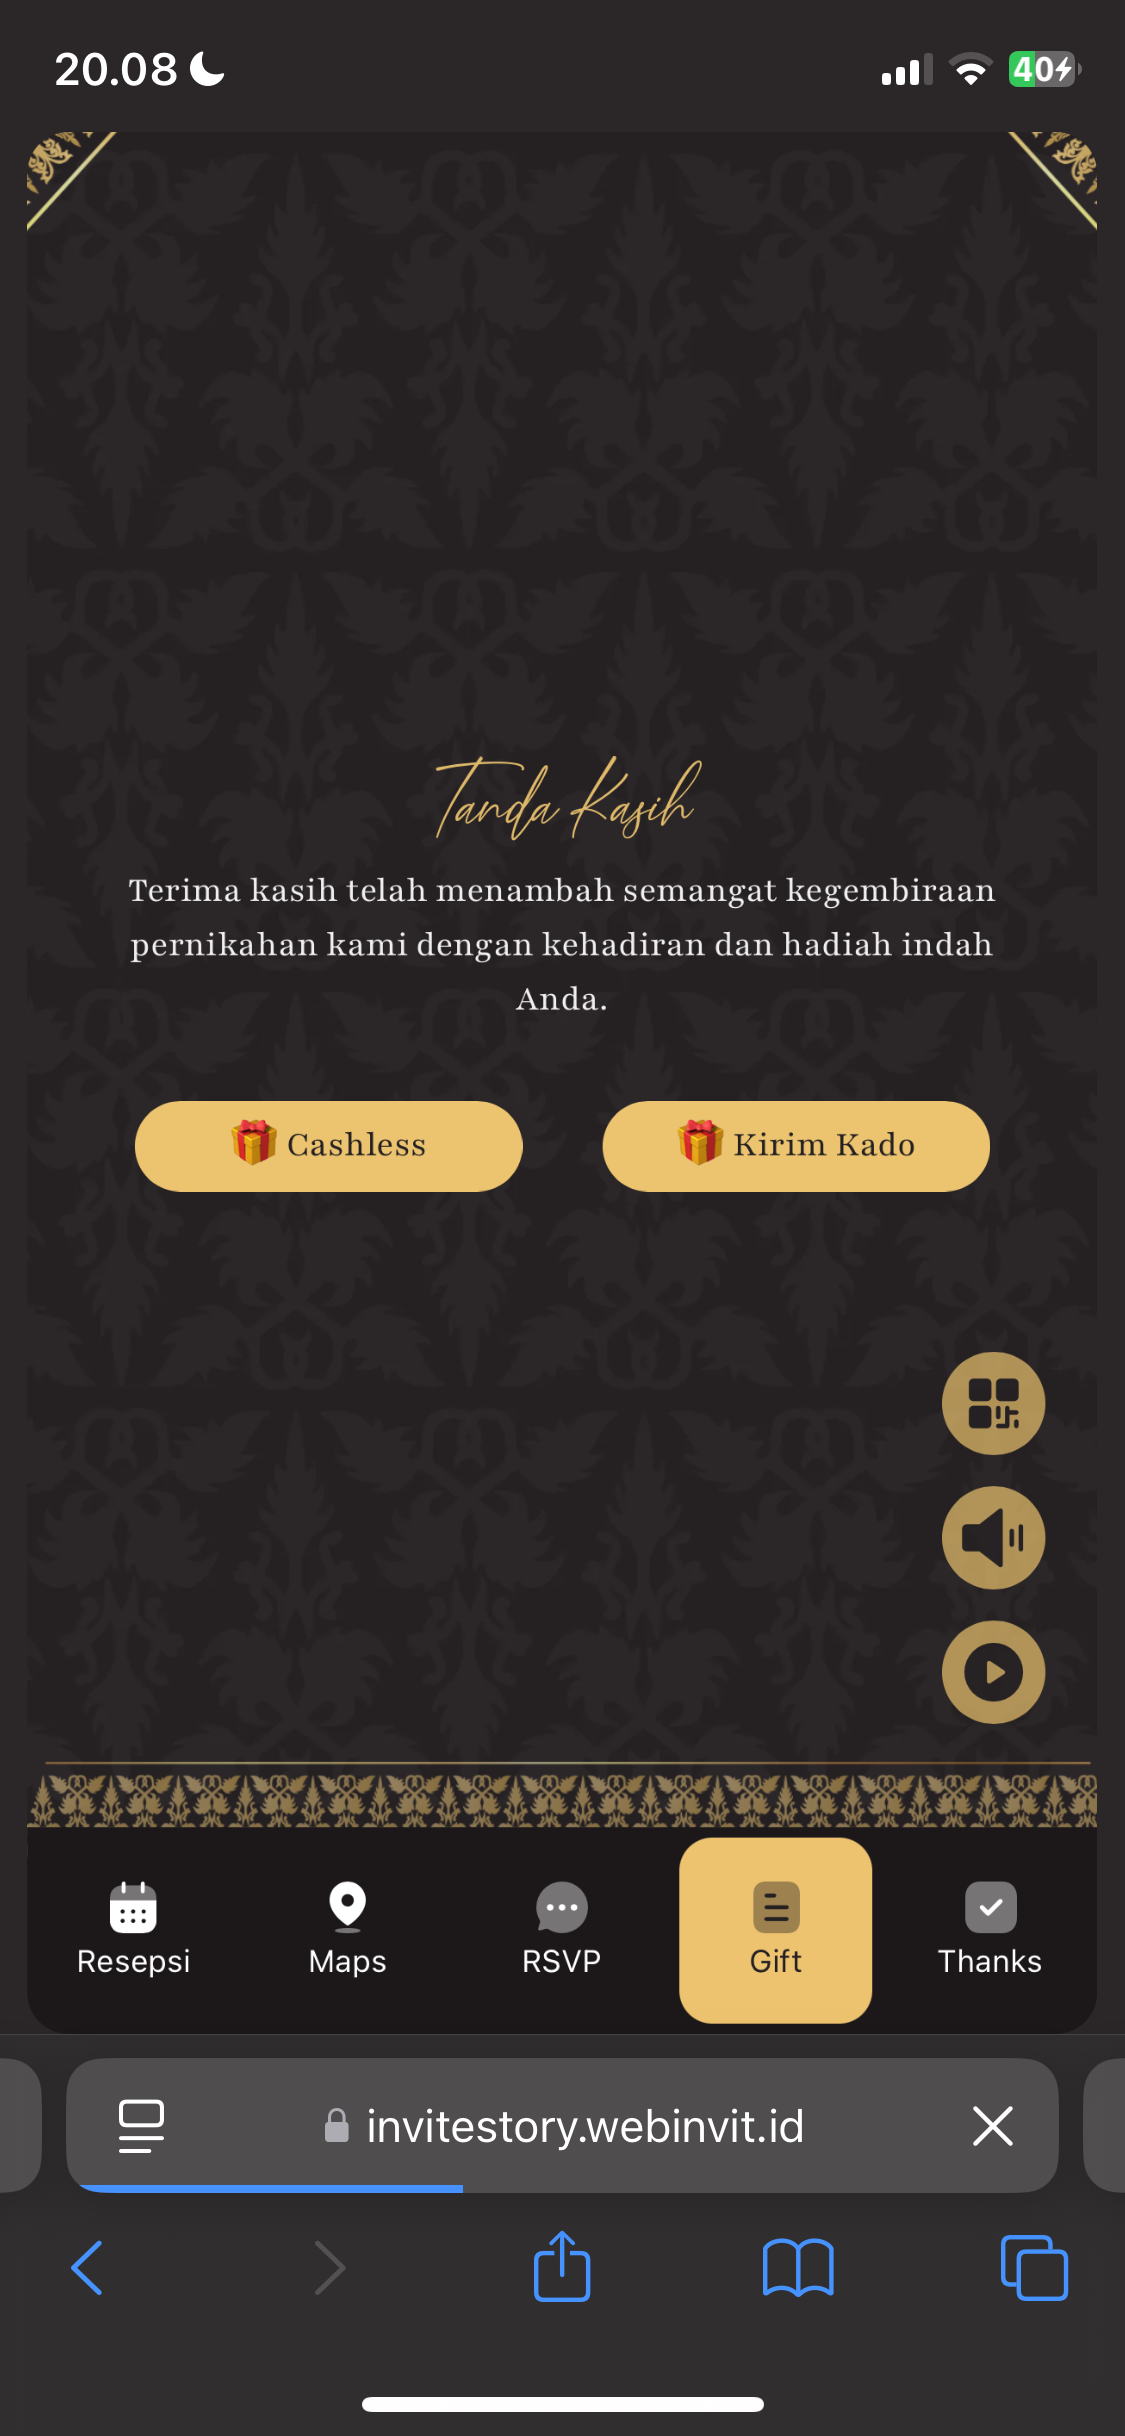 20.08
40
Tanda Kasih
Terima kasih telah menambah semangat kegembiraan
pernikahan kami dengan kehadiran dan hadiah indah
Anda.
Cashless
Kirim Kado
Resepsi
Maps
RSVP
Gift
Thanks
invitestory.webinvit.id